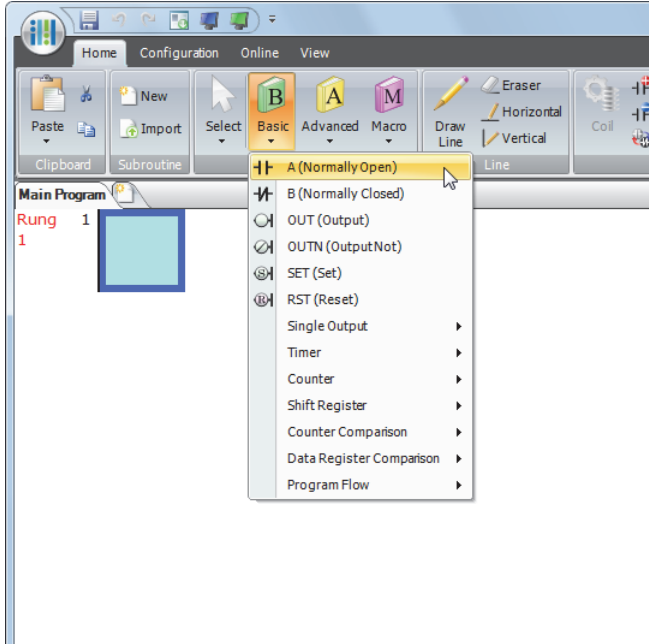 Home Configuration Online View
Paste
Clipboard
New
Import
Subroutine
Select
B
Basic
A
Advanced
M
Macro
Draw
Line
Eraser
Horizontal
Vertical
Line
Coil
Main Program
Rung 1
1
A (Normally Open)
B (Normally Closed)
OUT (Output)
OUTN (Output Not)
S SET (Set)
R RST (Reset)
Single Output
Timer
Counter
Shift Register
Counter Comparison
Data Register Comparison
Program Flow